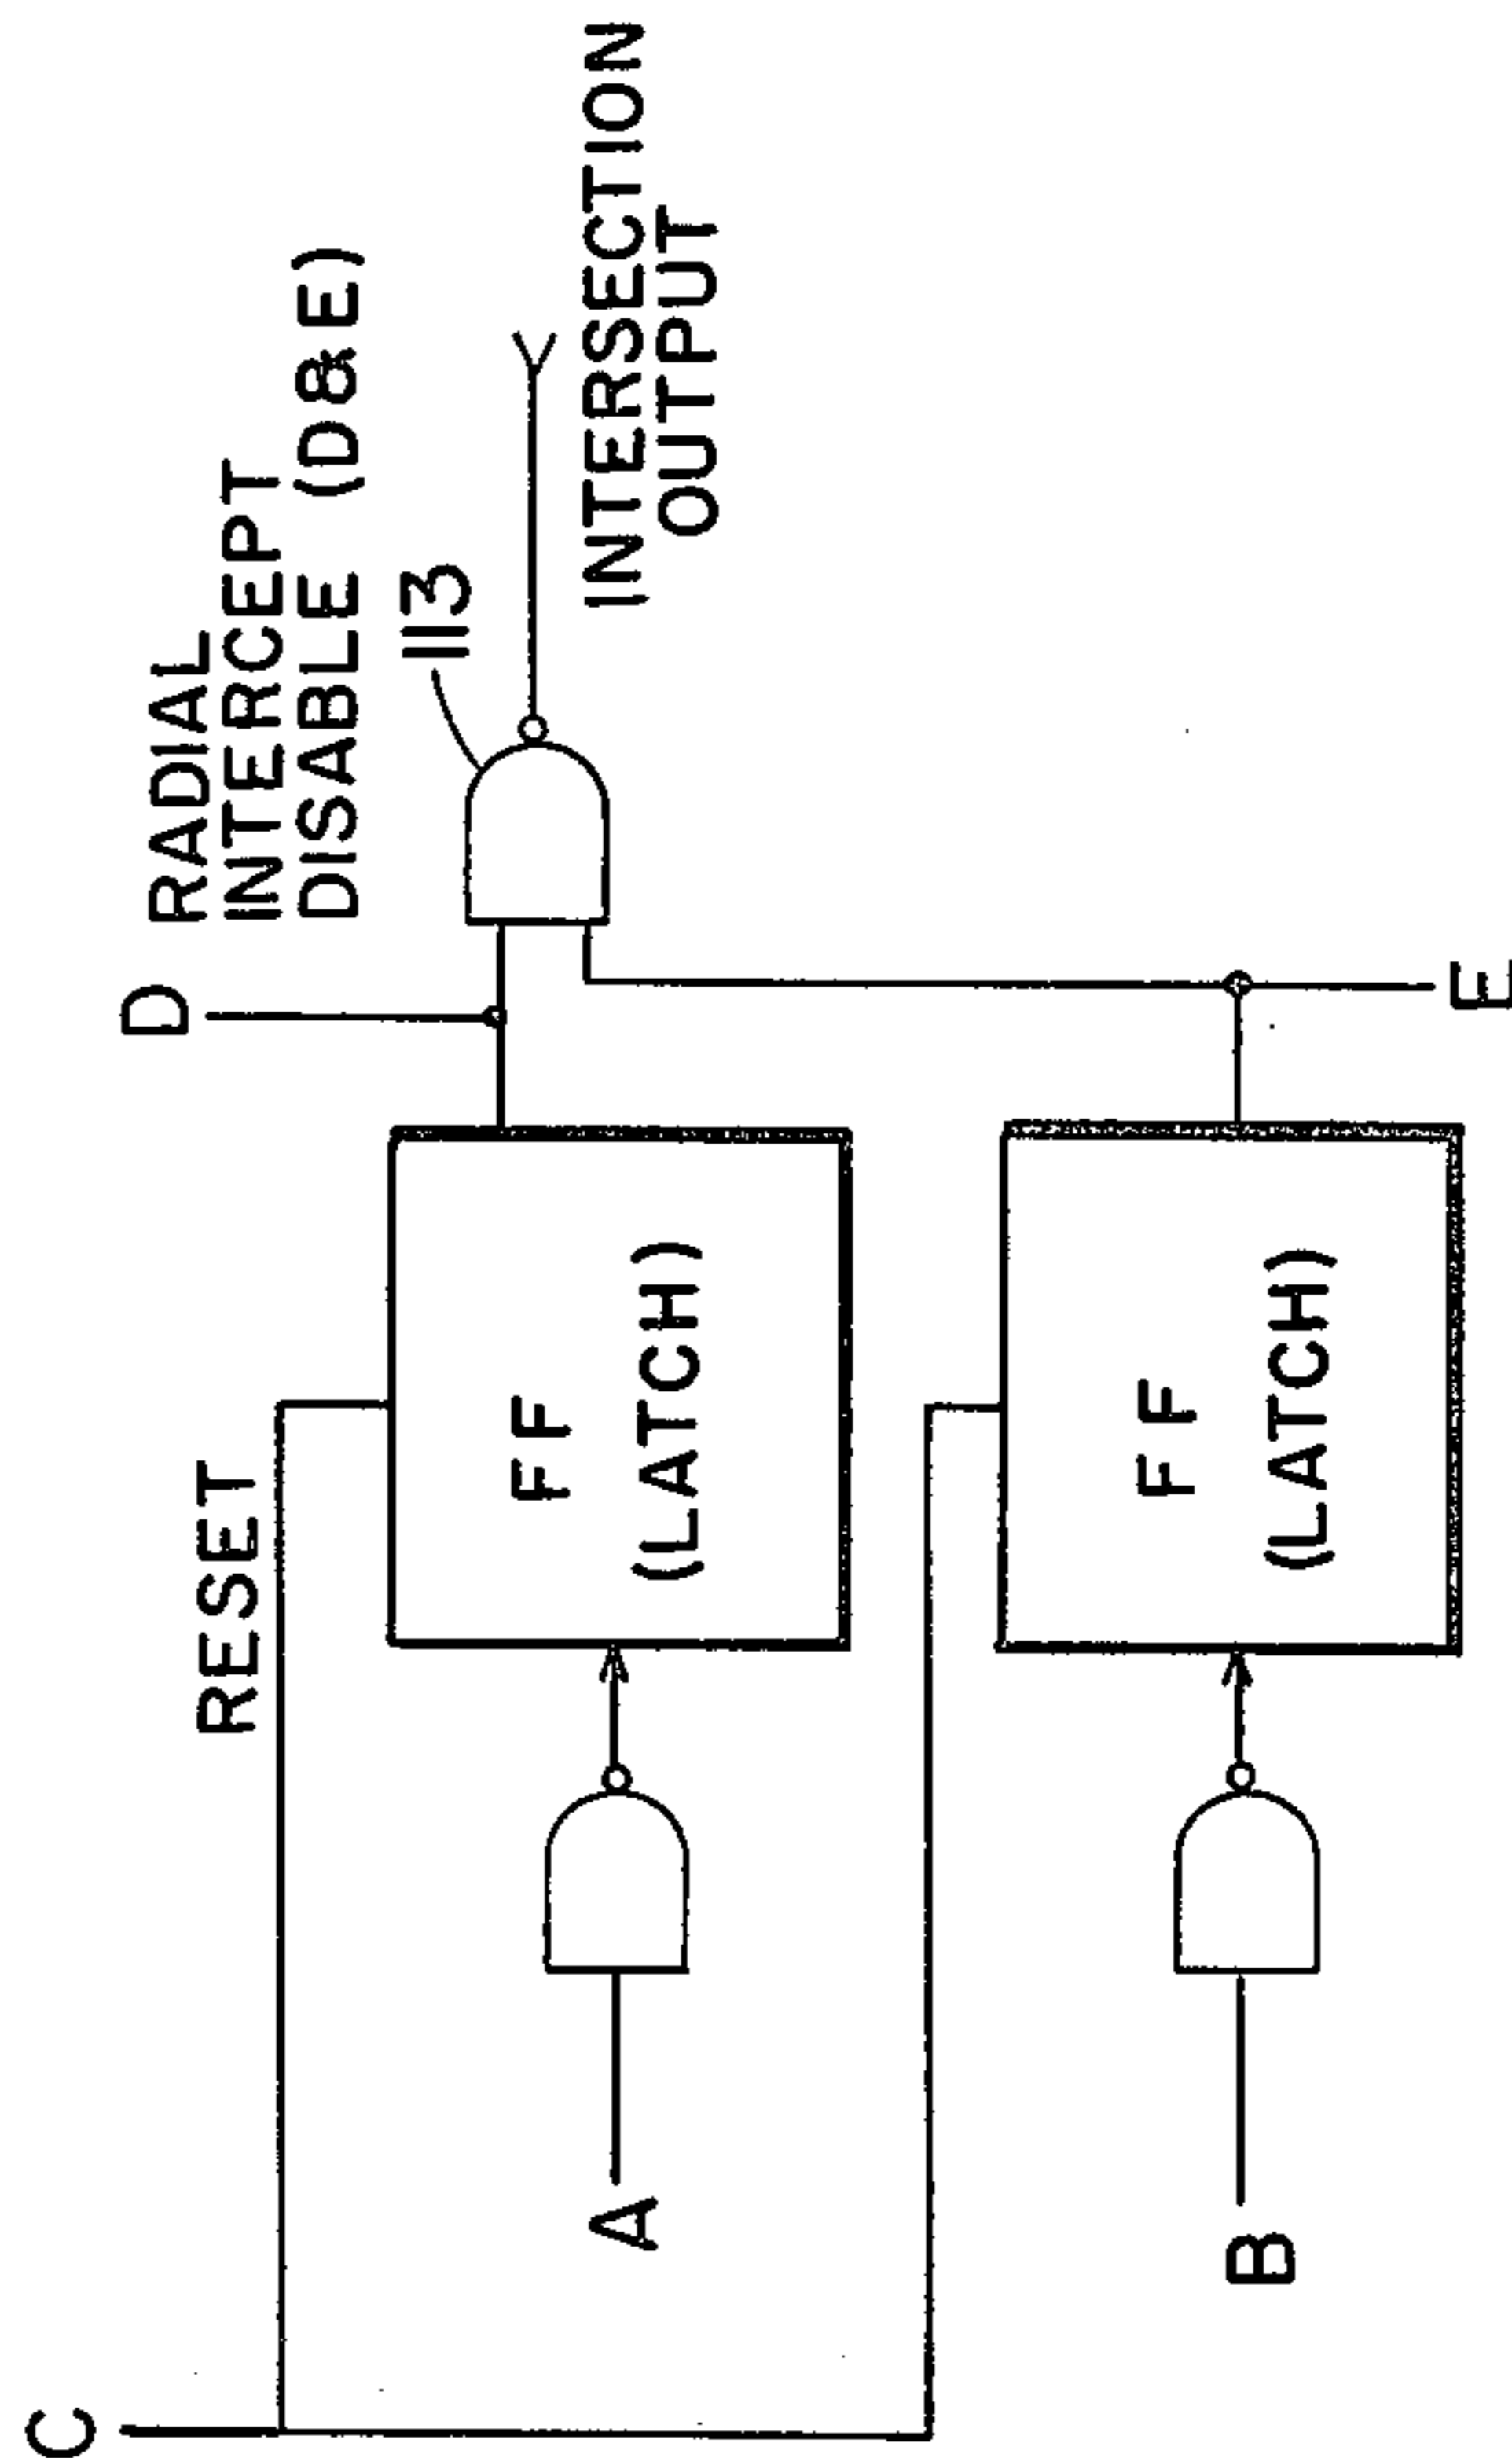 C
RESET
D
RADIAL
INTERCEPT
DISABLE (D & E)
113
INTERSECTION
OUTPUT
A
FF
(LATCH)
B
FF
(LATCH)
E